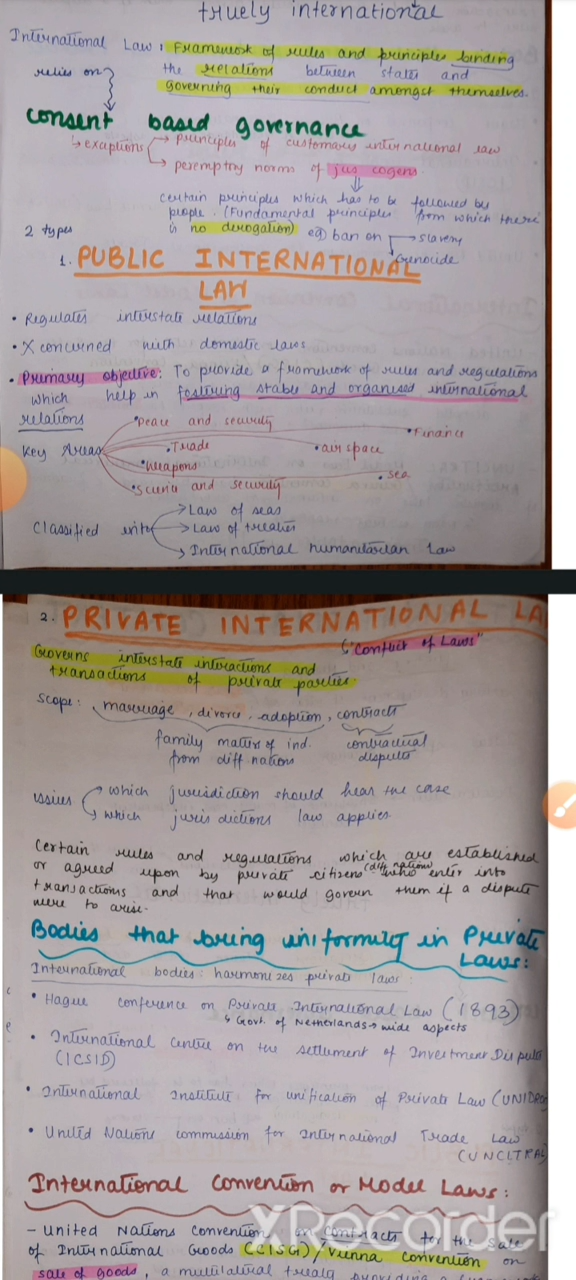 truely international
International Law: Framework of rules and principles binding
relies on the relations between states and
governing their conduct amongst themselves.
consent based governance
↳ exaptions principles of customary international law
peremptory norms of jus cogens
certain principles which has to be followed by
people. (Fundamental principles from which there
is no derogation) eg) ban on slavery
Genocide
2 types
1. PUBLIC INTERNATIONAL
LAW
• Regulates interstate relations
• X concerned with domestic laws
• Primary objective: To provide a framework of rules and regulations
which help in fostering stable and organised international
relations
Key Areas
• peace and security
• Finance
• Trade
• air space
• Weapons
• sea
• Science and security
Classified into
Law of seas
Law of treaties
International humanitarian Law
2. PRIVATE INTERNATIONAL LA
↳ "Conflict of Laws"
Governs interstate interactions and
transactions of private parties
scope: marriage, divorce, adoption, contracts
family matters of ind. contractual
from diff nations disputes
issues which jurisdiction should hear the case
which juris dictions law applies
certain rules and regulations which are established
or agreed upon by private citizens (diff nations) who enter into
transactions and that would govern them if a dispute
were to arise.
Bodies that bring uniformity in Private
Laws:
International bodies: harmonizes private laws:
• Hague conference on Private International Law (1893)
↳ Govt. of Netherlands → wide aspects
• International Centre on the settlement of Investment Dispute
(ICSID)
• International Institute for unification of Private Law (UNIDRO
• United Nations commission for International Trade Law
(UNCITRAL)
International Convention or Model Laws:
- United Nations Convention on Contracts for the Sale
of International Goods (CISG) / Vienna convention on
sale of goods, a multilateral treaty
XRecorder